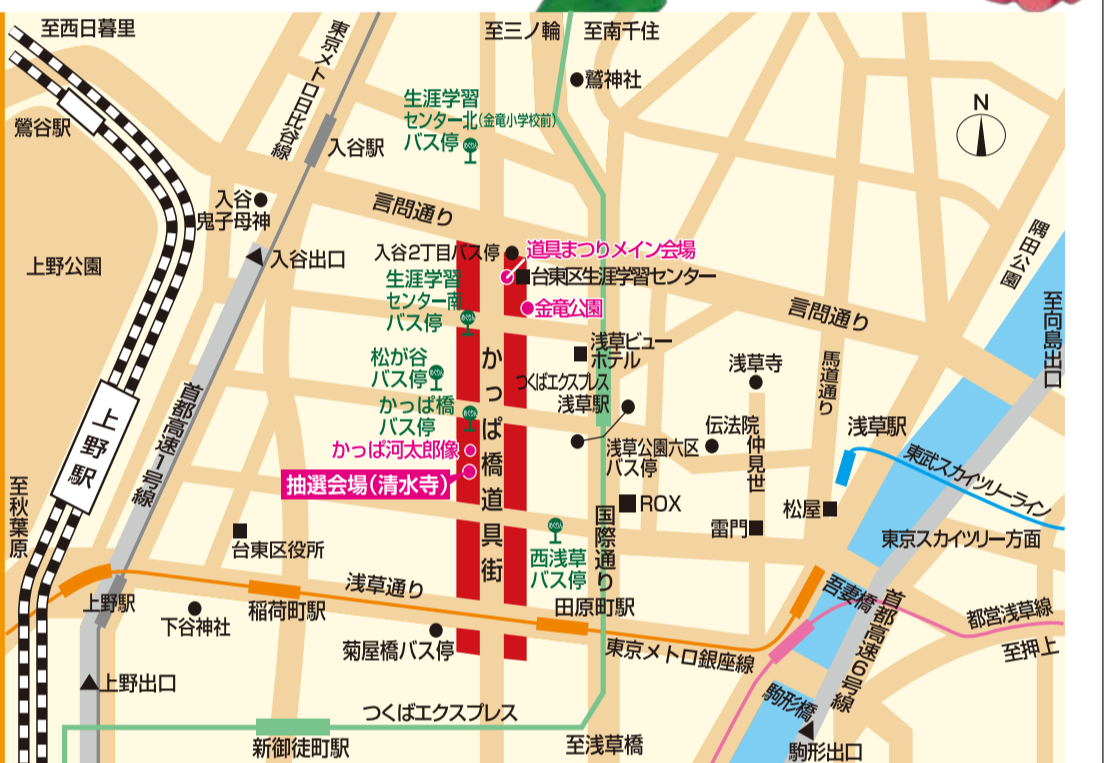 至西日暮里
東京メトロ日比谷線
至三ノ輪
至南千住
鷲神社
生涯学習
センター北(金竜小学校前)
バス停
N
鶯谷駅
入谷駅
入谷
鬼子母神
言問通り
隅田公園
上野公園
入谷出口
入谷2丁目バス停
道具まつりメイン会場
台東区生涯学習センター
生涯学習
センター南
バス停
金竜公園
言問通り
至向島出口
松が谷
バス停
かっぱ橋道具街
浅草ビュー
ホテル
つくばエクスプレス
浅草駅
浅草寺
馬道通り
かっぱ橋
バス停
首都高速1号線
上野駅
伝法院
仲見世
浅草駅
かっぱ河太郎像
浅草公園六区
バス停
東武スカイツリーライン
抽選会場(清水寺)
至秋葉原
ROX
国際通り
松屋
雷門
東京スカイツリー方面
台東区役所
西浅草
バス停
浅草通り
上野駅
稲荷町駅
田原町駅
吾妻橋
首都高速6号線
都営浅草線
下谷神社
菊屋橋バス停
東京メトロ銀座線
至押上
上野出口
駒形橋
つくばエクスプレス
新御徒町駅
至浅草橋
駒形出口